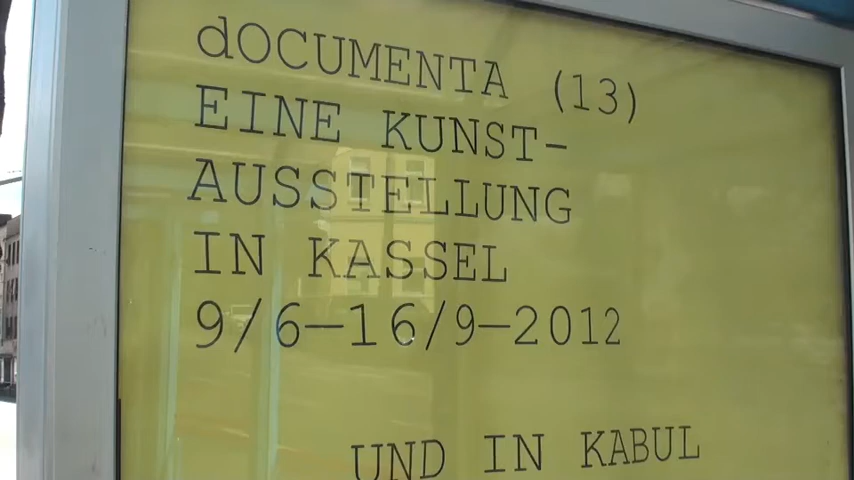 dOCUMENTA (13)
EINE KUNST-
AUSSTELLUNG
IN KASSEL
9/6—16/9—2012
UND IN KABUL